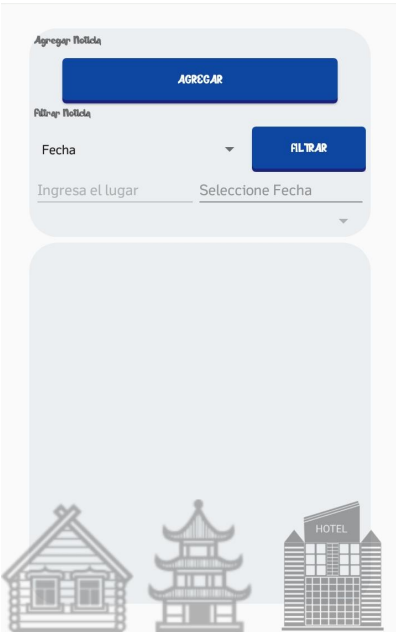 Agregar Noticia
AGREGAR
Filtrar Noticia
Fecha
FILTRAR
Ingresa el lugar
Seleccione Fecha
HOTEL